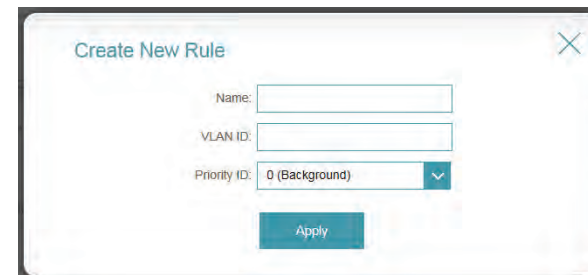 Create New Rule
Name:
VLAN ID:
Priority ID: 0 (Background)
Apply